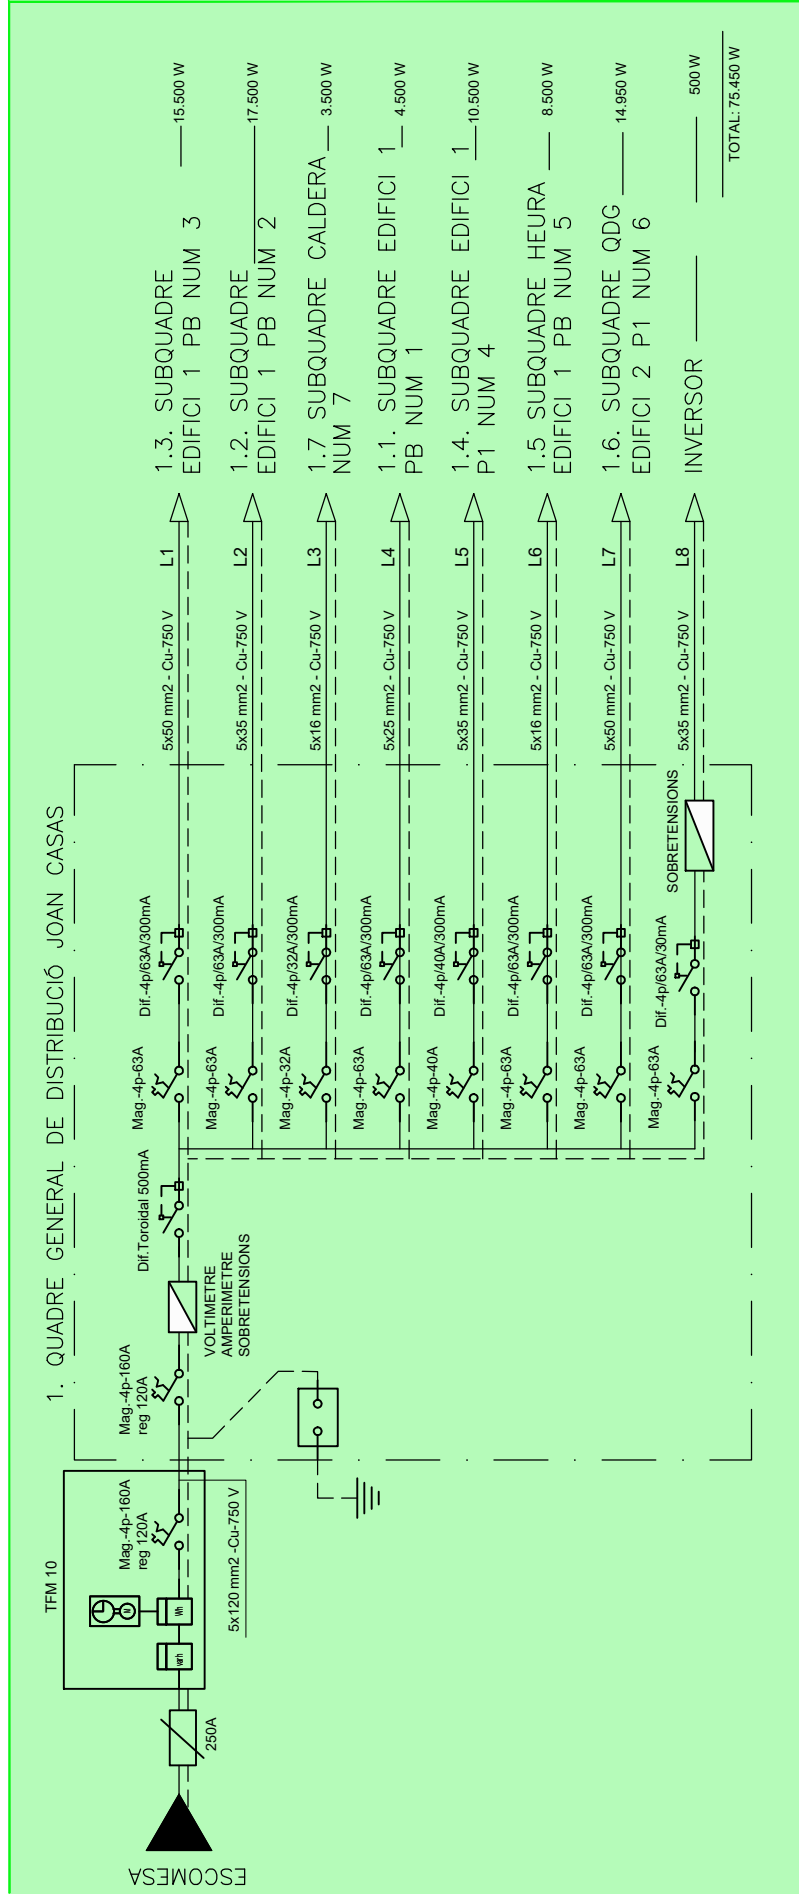 1. QUADRE GENERAL DE DISTRIBUCIÓ JOAN CASAS
ESCOMESA
250A
TFM 10
varh
Wh
N
Mag.-4p-160A
reg 120A
5x120 mm2 -Cu-750 V
Mag.-4p-160A
reg 120A
VOLTIMETRE
AMPERIMETRE
SOBRETENSIONS
Dif.Toroidal 500mA
Mag.-4p-63A
Dif.-4p/63A/300mA
5x50 mm2 - Cu-750 V
L1
1.3. SUBQUADRE
EDIFICI 1 PB NUM 3
15.500 W
Mag.-4p-63A
Dif.-4p/63A/300mA
5x35 mm2 - Cu-750 V
L2
1.2. SUBQUADRE
EDIFICI 1 PB NUM 2
17.500 W
Mag.-4p-32A
Dif.-4p/32A/300mA
5x16 mm2 - Cu-750 V
L3
1.7 SUBQUADRE CALDERA
NUM 7
3.500 W
Mag.-4p-63A
Dif.-4p/63A/300mA
5x25 mm2 - Cu-750 V
L4
1.1. SUBQUADRE EDIFICI 1
PB NUM 1
4.500 W
Mag.-4p-40A
Dif.-4p/40A/300mA
5x35 mm2 - Cu-750 V
L5
1.4. SUBQUADRE EDIFICI 1
P1 NUM 4
10.500 W
Mag.-4p-63A
Dif.-4p/63A/300mA
5x16 mm2 - Cu-750 V
L6
1.5 SUBQUADRE HEURA
EDIFICI 1 PB NUM 5
8.500 W
Mag.-4p-63A
Dif.-4p/63A/300mA
5x50 mm2 - Cu-750 V
L7
1.6. SUBQUADRE QDG
EDIFICI 2 P1 NUM 6
14.950 W
Mag.-4p-63A
Dif.-4p/63A/30mA
SOBRETENSIONS
5x35 mm2 - Cu-750 V
L8
INVERSOR
500 W
TOTAL: 75.450 W